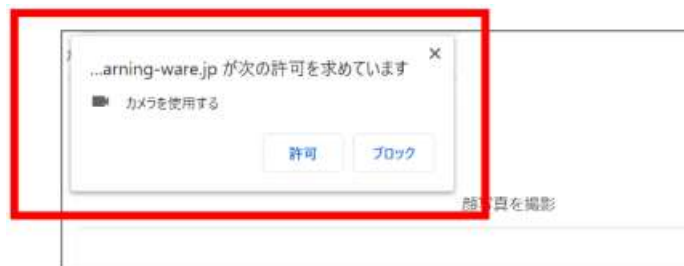 ...arning-ware.jp が次の許可を求めています
×
カメラを使用する
許可
ブロック
顔写真を撮影